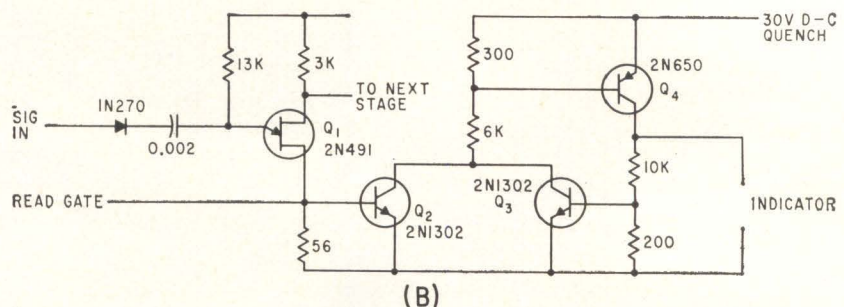 30V D-C
QUENCH
13K
3K
300
2N650
Q4
TO NEXT
STAGE
1N270
SIG
IN
0.002
Q1
2N491
6K
10K
READ GATE
2N1302
Q3
INDICATOR
Q2
2N1302
56
200
(B)